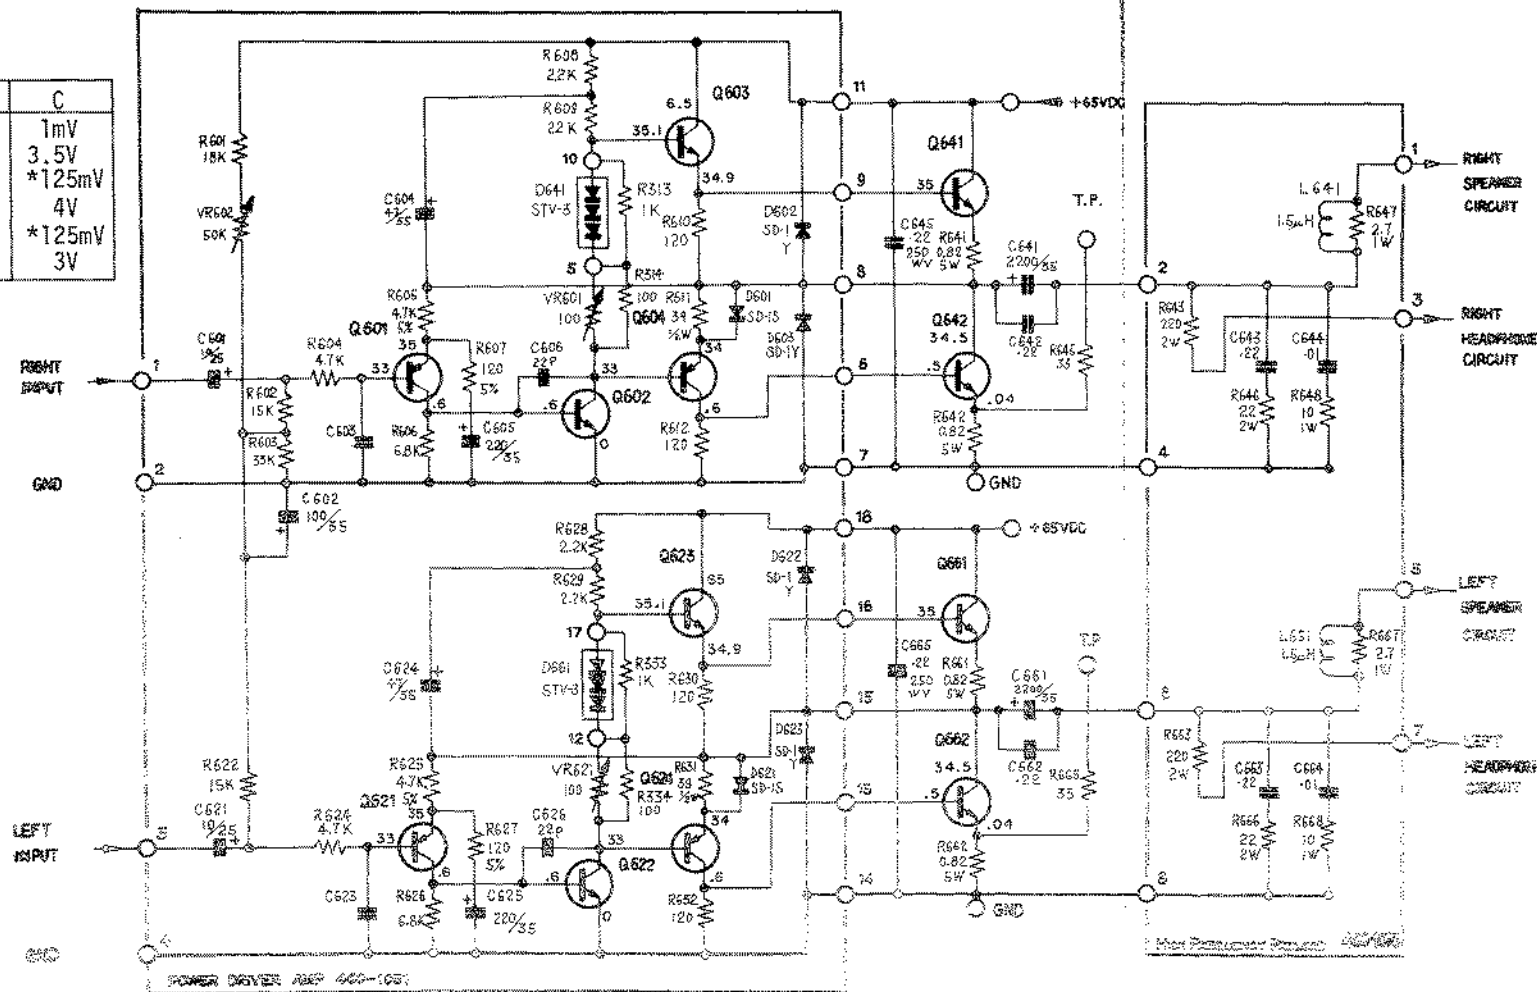 C
1mV
3.5V
*125mV
4V
*125mV
3V
R608
2.2K
R609
22K
Q603
6.5
35.1
34.9
10
D641
STV-3
R313
1K
R610
120
5
VR601
100
R314
100
R611
39
Q604
D601
SD-1S
D602
SD-1
Y
D603
SD-1Y
R601
18K
VR602
50K
C604
47/35
R605
4.7K
5%
Q601
35
33
.6
R607
120
5%
C606
22P
33
Q602
.6
0
34
.6
R612
120
R606
6.8K
C605
220/35
RIGHT
INPUT
1
C601
10/25
R604
4.7K
R602
15K
R603
33K
C603
GND
2
C602
100/35
11
+65VDC
9
8
6
7
Q641
35
C645
.22
250
WV
R641
0.82
5W
C641
2200/35
C642
.22
Q642
34.5
.5
.04
R642
0.82
5W
GND
T.P.
R645
33
1
RIGHT
SPEAKER
CIRCUIT
L641
1.5μH
R647
2.7
1W
2
3
RIGHT
HEADPHONE
CIRCUIT
R643
220
2W
C643
.22
C644
.01
R646
22
2W
R648
10
1W
4
R628
2.2K
R629
2.2K
Q623
65
35.1
34.9
17
D661
STV-3
R333
1K
R630
120
12
VR621
100
R334
100
R631
39
D621
SD-1S
D622
SD-1
Y
D623
SD-1
Y
C624
47/35
R625
4.7K
5%
Q621
35
33
.6
R627
120
5%
C626
22P
33
Q622
.6
0
34
.6
R652
120
R626
6.8K
C625
220/35
R622
15K
LEFT
INPUT
C621
10/25
R624
4.7K
C623
18
+65VDC
16
15
14
Q661
35
C665
.22
250
WV
R661
0.82
5W
C661
2200/35
C662
.22
Q662
34.5
.5
.04
R662
0.82
5W
GND
T.P
R665
33
LEFT
SPEAKER
CIRCUIT
1.5μH
R667
2.7
1W
7
LEFT
HEADPHONE
CIRCUIT
R663
220
2W
C663
.22
C664
.01
R666
22
2W
R668
10
1W
POWER DRIVER AMP